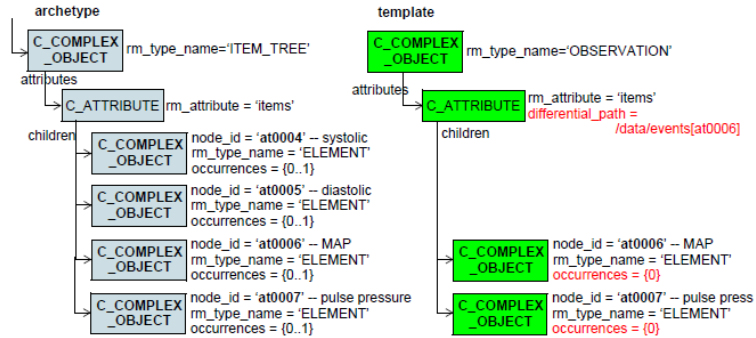 archetype
C_COMPLEX
_OBJECT
rm_type_name='ITEM_TREE'
attributes
C_ATTRIBUTE
rm_attribute = 'items'
children
C_COMPLEX
_OBJECT
node_id = 'at0004' -- systolic
rm_type_name = 'ELEMENT'
occurrences = {0..1}
C_COMPLEX
_OBJECT
node_id = 'at0005' -- diastolic
rm_type_name = 'ELEMENT'
occurrences = {0..1}
C_COMPLEX
_OBJECT
node_id = 'at0006' -- MAP
rm_type_name = 'ELEMENT'
occurrences = {0..1}
C_COMPLEX
_OBJECT
node_id = 'at0007' -- pulse pressure
rm_type_name = 'ELEMENT'
occurrences = {0..1}
template
C_COMPLEX
_OBJECT
rm_type_name='OBSERVATION'
attributes
C_ATTRIBUTE
rm_attribute = 'items'
differential_path =
/data/events[at0006]
children
C_COMPLEX
_OBJECT
node_id = 'at0006' -- MAP
rm_type_name = 'ELEMENT'
occurrences = {0}
C_COMPLEX
_OBJECT
node_id = 'at0007' -- pulse press
rm_type_name = 'ELEMENT'
occurrences = {0}